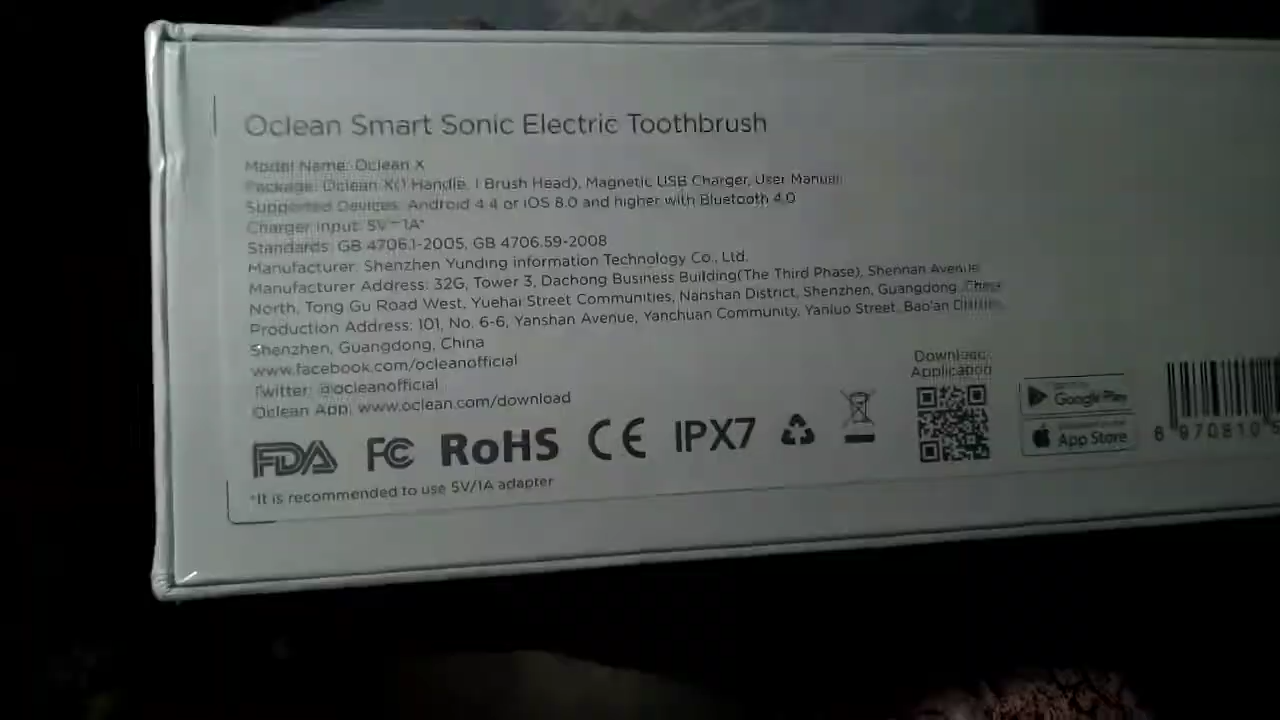 Oclean Smart Sonic Electric Toothbrush
Model Name: Oclean X
Package: Oclean X(1 Handle, 1 Brush Head), Magnetic USB Charger, User Manual
Supported Devices: Android 4.4 or iOS 8.0 and higher with Bluetooth 4.0
Charger Input: 5V⎓1A*
Standards: GB 4706.1-2005, GB 4706.59-2008
Manufacturer: Shenzhen Yunding information Technology Co., Ltd.
Manufacturer Address: 32G, Tower 3, Dachong Business Building(The Third Phase), Shennan Avenue
North, Tong Gu Road West, Yuehai Street Communities, Nanshan District, Shenzhen, Guangdong, China
Production Address: 101, No. 6-6, Yanshan Avenue, Yanchuan Community, Yanluo Street, Bao'an District,
Shenzhen, Guangdong, China
www.facebook.com/ocleanofficial
Twitter: @ocleanofficial
Oclean App: www.oclean.com/download
Download
Application
FDA FC RoHS CE IPX7
Google Play
App Store
6 970810 5
*It is recommended to use 5V/1A adapter